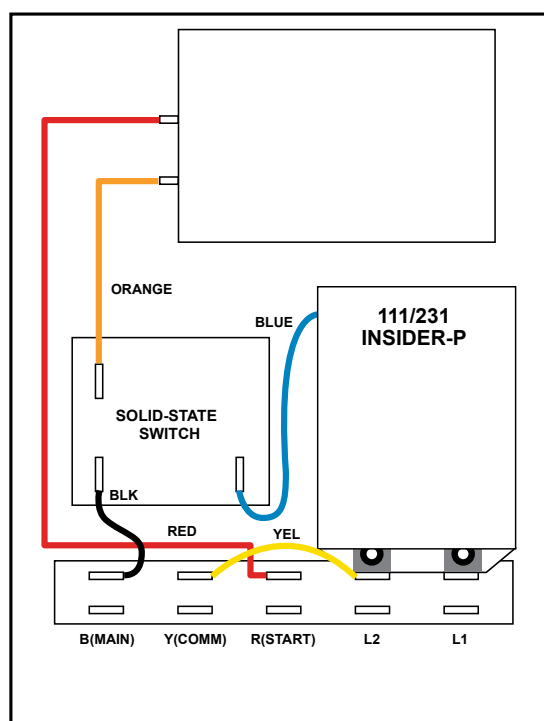 ORANGE
BLUE
111/231
INSIDER-P
SOLID-STATE
SWITCH
BLK
RED
YEL
B(MAIN)
Y(COMM)
R(START)
L2
L1